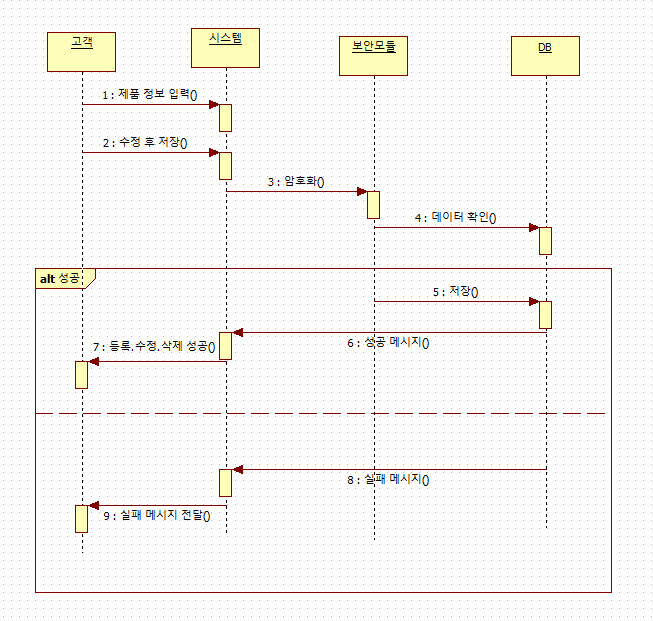 고객
시스템
보안모듈
DB
1 : 제품 정보 입력()
2 : 수정 후 저장()
3 : 암호화()
4 : 데이터 확인()
alt 성공
5 : 저장()
6 : 성공 메시지()
7 : 등록,수정,삭제 성공()
8 : 실패 메시지()
9 : 실패 메시지 전달()